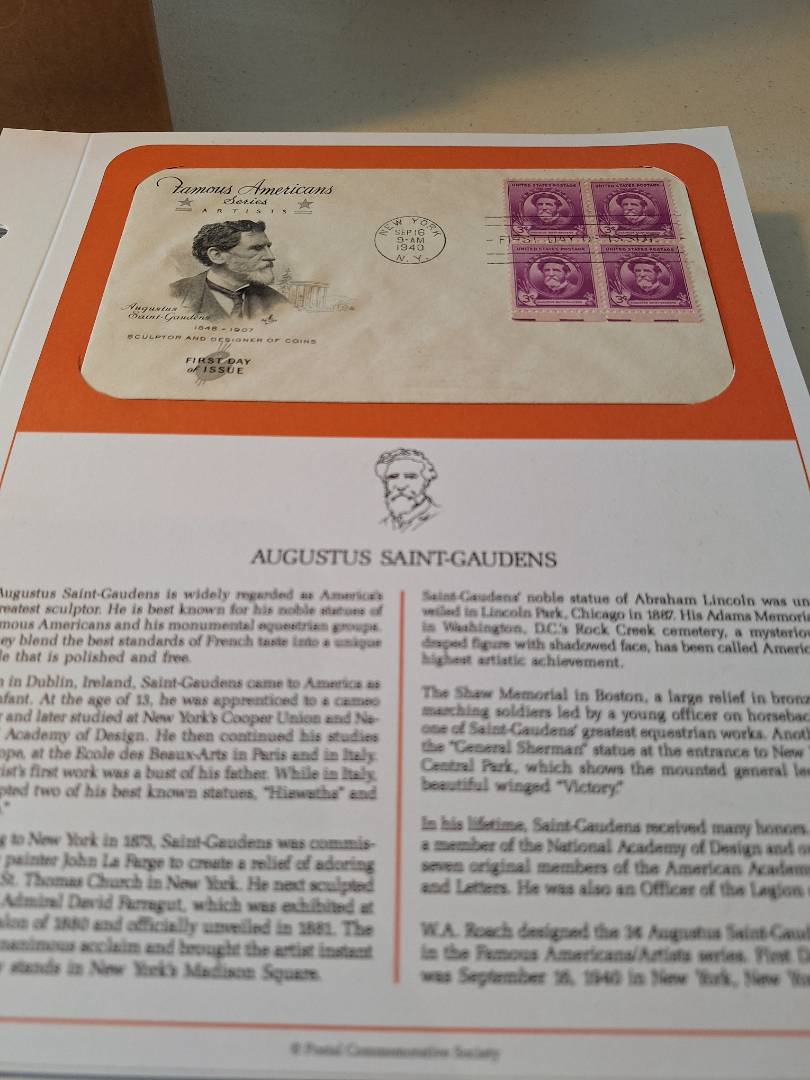 Famous Americans
Series
ARTISTS
Augustus
Saint-Gaudens
1848 - 1907
SCULPTOR AND DESIGNER OF COINS
FIRST DAY
of ISSUE
NEW YORK
SEP 16
9-AM
1940
N.Y.
FIRST DAY OF ISSUE
UNITED STATES POSTAGE
UNITED STATES POSTAGE
3¢
3¢
UNITED STATES POSTAGE
UNITED STATES POSTAGE
3¢
3¢
AUGUSTUS SAINT-GAUDENS
Augustus Saint-Gaudens is widely regarded as America's
reatest sculptor. He is best known for his noble statues of
mous Americans and his monumental equestrian groups.
ey blend the best standards of French taste into a unique
le that is polished and free.
n in Dublin, Ireland, Saint-Gaudens came to America as
nfant. At the age of 13, he was apprenticed to a cameo
r and later studied at New York's Cooper Union and Na-
Academy of Design. He then continued his studies
ope, at the Ecole des Beaux-Arts in Paris and in Italy.
ist's first work was a bust of his father. While in Italy,
pted two of his best known statues, "Hiawatha" and
"
g to New York in 1873, Saint-Gaudens was commis-
painter John La Farge to create a relief of adoring
St. Thomas Church in New York. He next sculpted
Admiral David Farragut, which was exhibited at
alon of 1880 and officially unveiled in 1881. The
nanimous acclaim and brought the artist instant
y stands in New York's Madison Square.
Saint-Gaudens' noble statue of Abraham Lincoln was un
veiled in Lincoln Park, Chicago in 1887. His Adams Memoria
in Washington, D.C.'s Rock Creek cemetery, a mysteriou
draped figure with shadowed face, has been called Americ
highest artistic achievement.
The Shaw Memorial in Boston, a large relief in bronz
marching soldiers led by a young officer on horsebac
one of Saint-Gaudens' greatest equestrian works. Anoth
the "General Sherman" statue at the entrance to New
Central Park, which shows the mounted general led
beautiful winged "Victory."
In his lifetime, Saint-Gaudens received many honors.
a member of the National Academy of Design and
seven original members of the American Academ
and Letters. He was also an Officer of the Legion
W.A. Roach designed the 3¢ Augustus Saint-Gaud
in the Famous Americans/Artists series. First D
was September 16, 1940 in New York, New Yo
© Postal Commemorative Society